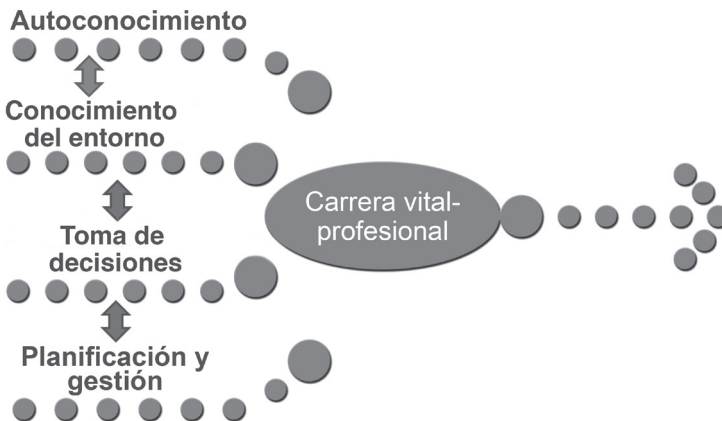 Autoconocimiento
Conocimiento
del entorno
Toma de
decisiones
Planificación y
gestión
Carrera vital-
profesional